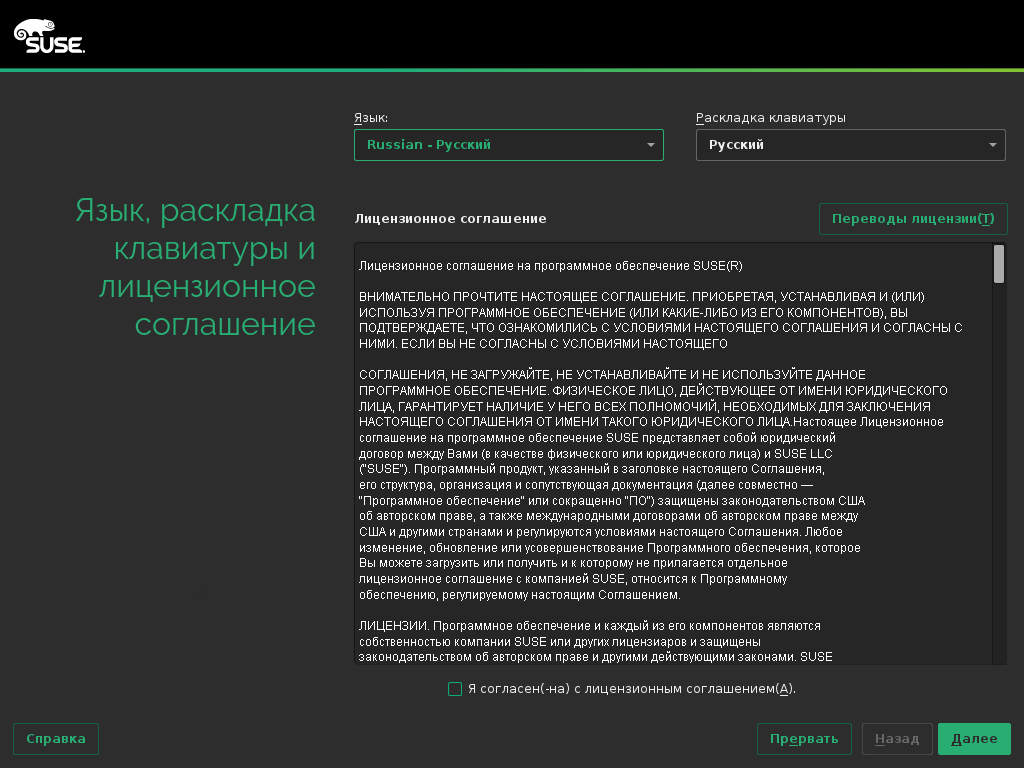 SUSE
Язык:
Раскладка клавиатуры
Russian - Русский
Русский
Язык, раскладка
клавиатуры и
лицензионное
соглашение
Лицензионное соглашение
Переводы лицензии(Т)
Лицензионное соглашение на программное обеспечение SUSE(R)
ВНИМАТЕЛЬНО ПРОЧТИТЕ НАСТОЯЩЕЕ СОГЛАШЕНИЕ. ПРИОБРЕТАЯ, УСТАНАВЛИВАЯ И (ИЛИ)
ИСПОЛЬЗУЯ ПРОГРАММНОЕ ОБЕСПЕЧЕНИЕ (ИЛИ КАКИЕ-ЛИБО ИЗ ЕГО КОМПОНЕНТОВ), ВЫ
ПОДТВЕРЖДАЕТЕ, ЧТО ОЗНАКОМИЛИСЬ С УСЛОВИЯМИ НАСТОЯЩЕГО СОГЛАШЕНИЯ И СОГЛАСНЫ С
НИМИ. ЕСЛИ ВЫ НЕ СОГЛАСНЫ С УСЛОВИЯМИ НАСТОЯЩЕГО
СОГЛАШЕНИЯ, НЕ ЗАГРУЖАЙТЕ, НЕ УСТАНАВЛИВАЙТЕ И НЕ ИСПОЛЬЗУЙТЕ ДАННОЕ
ПРОГРАММНОЕ ОБЕСПЕЧЕНИЕ. ФИЗИЧЕСКОЕ ЛИЦО, ДЕЙСТВУЮЩЕЕ ОТ ИМЕНИ ЮРИДИЧЕСКОГО
ЛИЦА, ГАРАНТИРУЕТ НАЛИЧИЕ У НЕГО ВСЕХ ПОЛНОМОЧИЙ, НЕОБХОДИМЫХ ДЛЯ ЗАКЛЮЧЕНИЯ
НАСТОЯЩЕГО СОГЛАШЕНИЯ ОТ ИМЕНИ ТАКОГО ЮРИДИЧЕСКОГО ЛИЦА.Настоящее Лицензионное
соглашение на программное обеспечение SUSE представляет собой юридический
договор между Вами (в качестве физического или юридического лица) и SUSE LLC
("SUSE"). Программный продукт, указанный в заголовке настоящего Соглашения,
его структура, организация и сопутствующая документация (далее совместно —
"Программное обеспечение" или сокращенно "ПО") защищены законодательством США
об авторском праве, а также международными договорами об авторском праве между
США и другими странами и регулируются условиями настоящего Соглашения. Любое
изменение, обновление или усовершенствование Программного обеспечения, которое
Вы можете загрузить или получить и к которому не прилагается отдельное
лицензионное соглашение с компанией SUSE, относится к Программному
обеспечению, регулируемому настоящим Соглашением.
ЛИЦЕНЗИИ. Программное обеспечение и каждый из его компонентов являются
собственностью компании SUSE или других лицензиаров и защищены
законодательством об авторском праве и другими действующими законами. SUSE
Я согласен(-на) с лицензионным соглашением(А).
Справка
Прервать
Назад
Далее